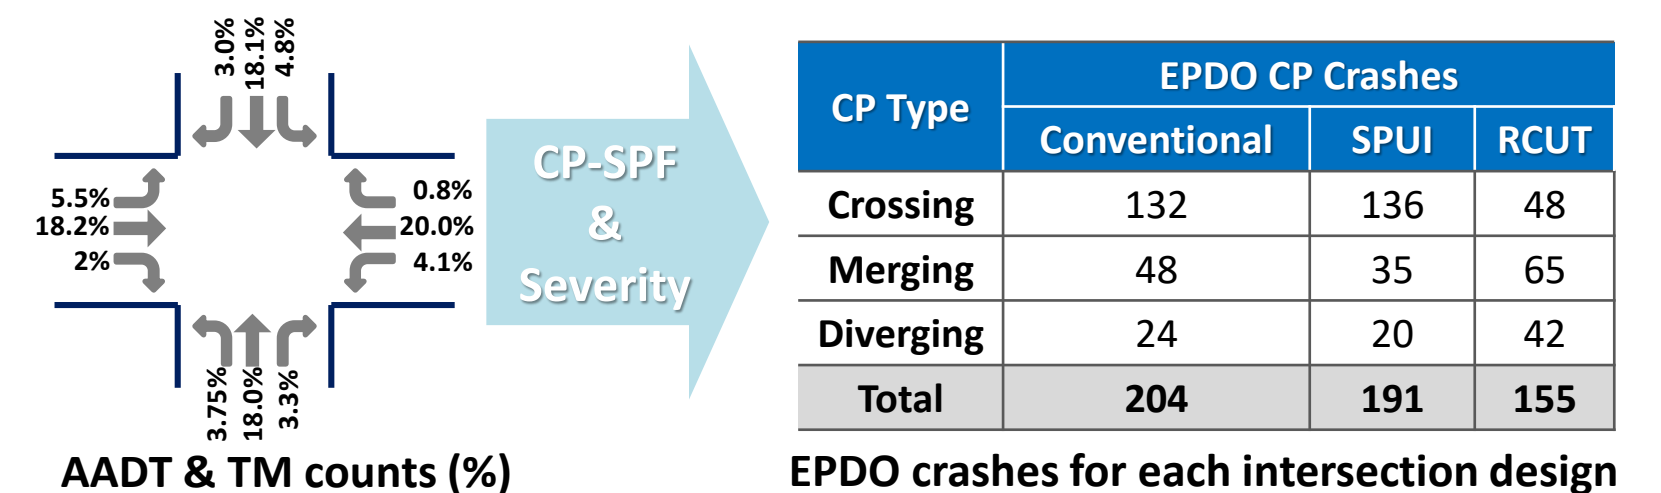 3.0%
18.1%
4.8%
5.5%
18.2%
2%
0.8%
20.0%
4.1%
3.75%
18.0%
3.3%
AADT & TM counts (%)
CP-SPF
&
Severity
CP Type
EPDO CP Crashes
Conventional SPUI RCUT
Crossing 132 136 48
Merging 48 35 65
Diverging 24 20 42
Total 204 191 155
EPDO crashes for each intersection design